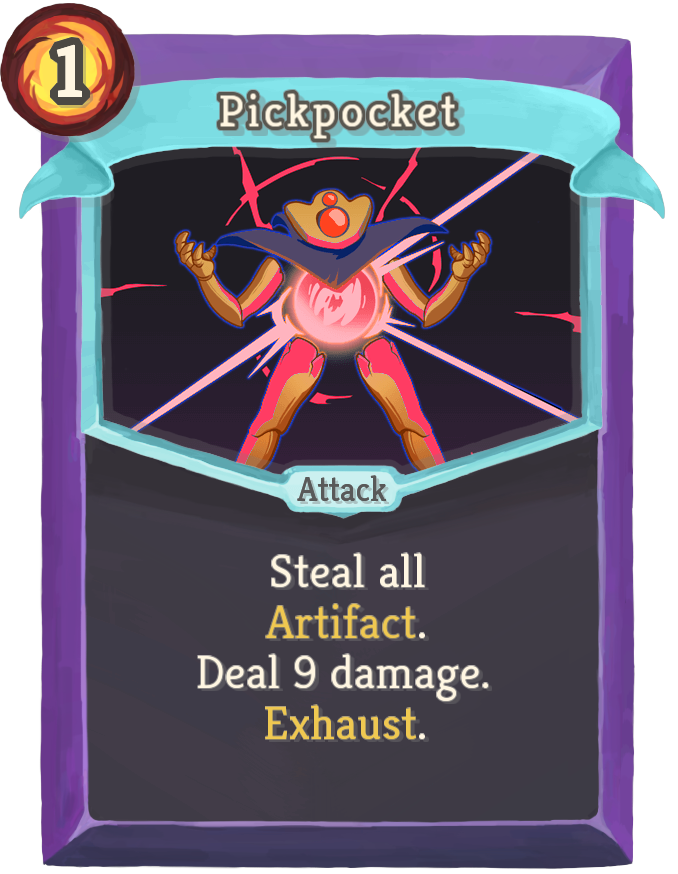 1
Pickpocket
Attack
Steal all
Artifact.
Deal 9 damage.
Exhaust.